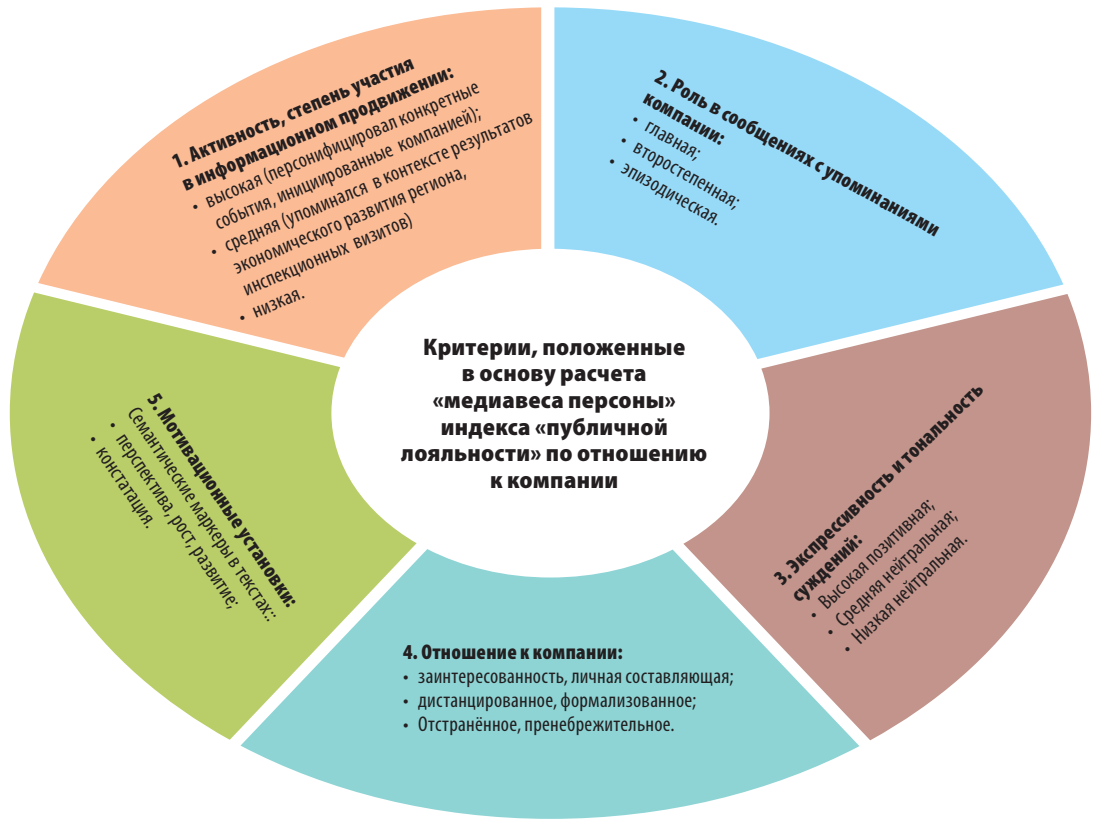 1. Активность, степень участия
в информационном продвижении:
• высокая (персонифицировал конкретные
события, инициированные компанией);
• средняя (упоминался в контексте результатов
экономического развития региона,
инспекционных визитов)
• низкая.
2. Роль в сообщениях с упоминаниями
компании:
• главная;
• второстепенная;
• эпизодическая.
3. Экспрессивность и тональность
суждений:
• Высокая позитивная;
• Средняя нейтральная;
• Низкая нейтральная.
4. Отношение к компании:
• заинтересованность, личная составляющая;
• дистанцированное, формализованное;
• Отстранённое, пренебрежительное.
5. Мотивационные установки:
Семантические маркеры в текстах::
• перспектива, рост, развитие;
• констатация.
Критерии, положенные
в основу расчета
«медиавеса персоны»
индекса «публичной
лояльности» по отношению
к компании